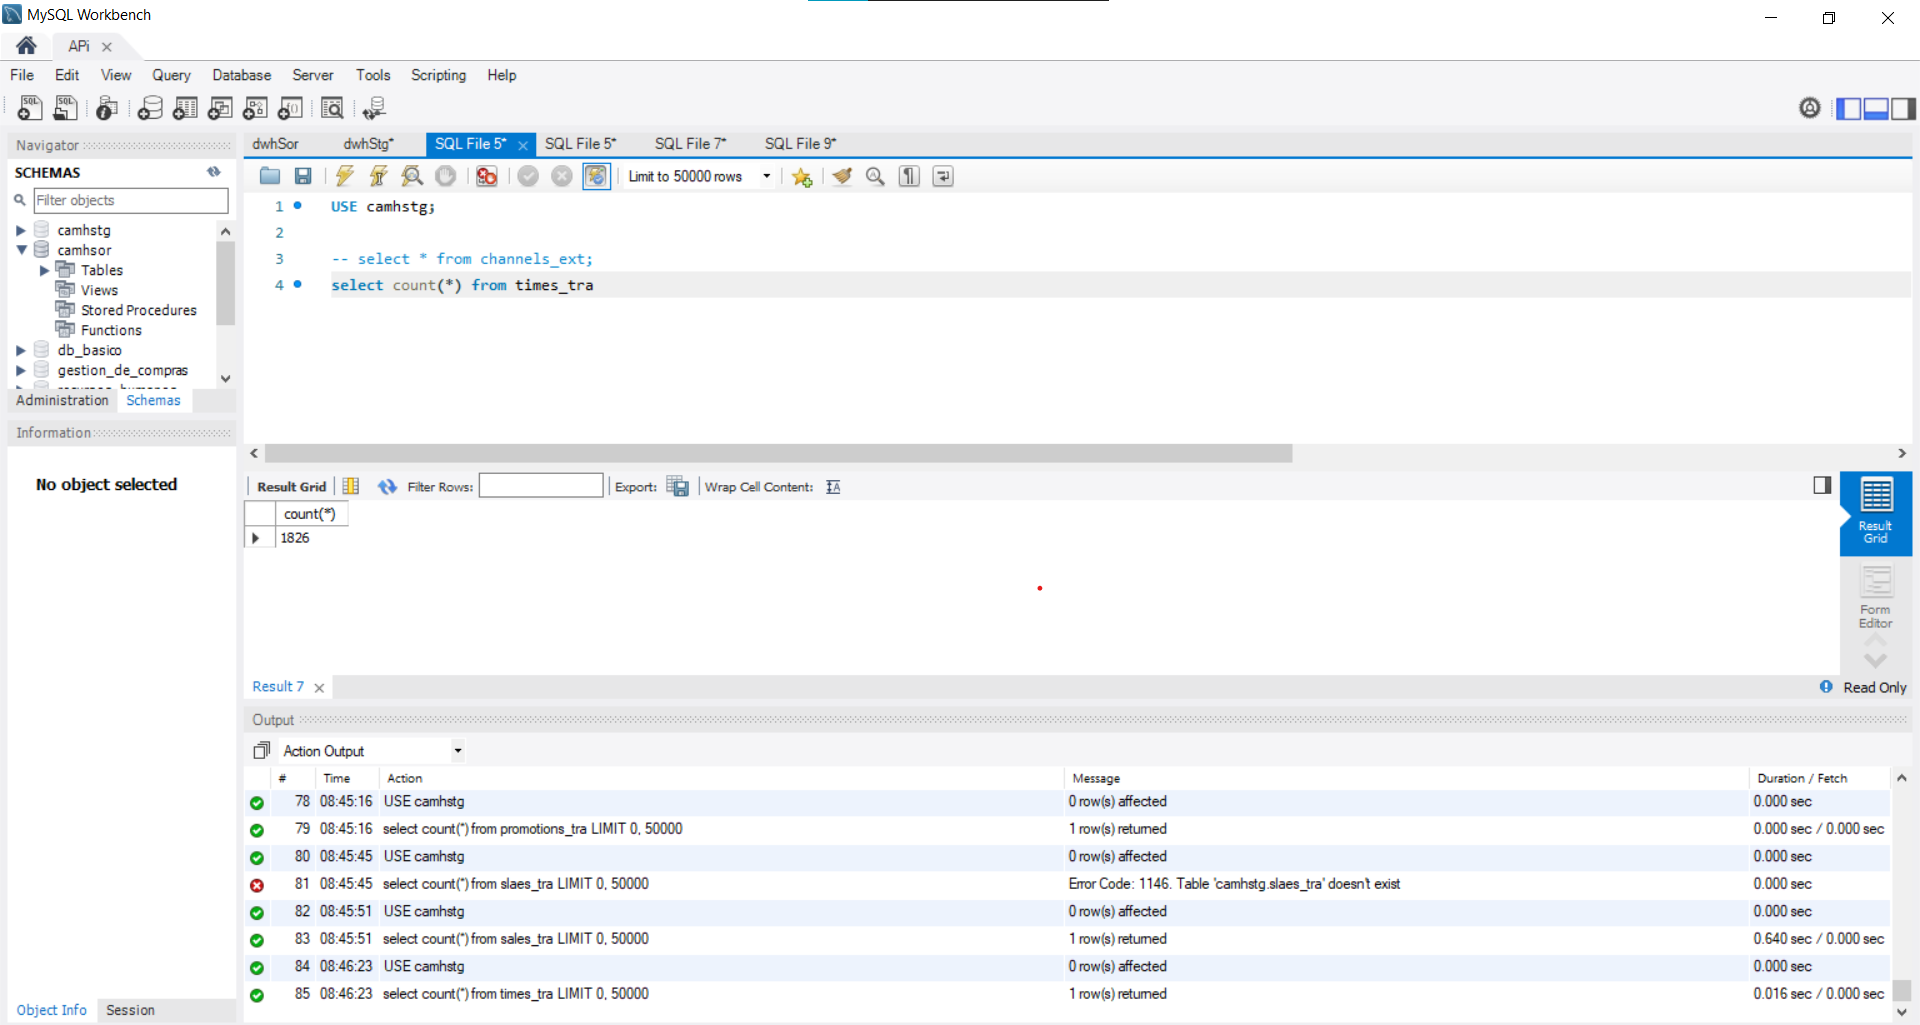 MySQL Workbench
APi
File Edit View Query Database Server Tools Scripting Help
Navigator
SCHEMAS
Filter objects
camhstg
camhsor
Tables
Views
Stored Procedures
Functions
db_basico
gestion_de_compras
Administration Schemas
Information
No object selected
Object Info Session
dwhSor dwhStg* SQL File 5* SQL File 5* SQL File 7* SQL File 9*
Limit to 50000 rows
1 USE camhstg;
2
3 -- select * from channels_ext;
4 select count(*) from times_tra
Result Grid Filter Rows: Export: Wrap Cell Content:
count(*)
1826
Result Grid
Form Editor
Result 7
Read Only
Output
Action Output
# Time Action Message Duration / Fetch
78 08:45:16 USE camhstg 0 row(s) affected 0.000 sec
79 08:45:16 select count(*) from promotions_tra LIMIT 0, 50000 1 row(s) returned 0.000 sec / 0.000 sec
80 08:45:45 USE camhstg 0 row(s) affected 0.000 sec
81 08:45:45 select count(*) from slaes_tra LIMIT 0, 50000 Error Code: 1146. Table 'camhstg.slaes_tra' doesn't exist 0.000 sec
82 08:45:51 USE camhstg 0 row(s) affected 0.000 sec
83 08:45:51 select count(*) from sales_tra LIMIT 0, 50000 1 row(s) returned 0.640 sec / 0.000 sec
84 08:46:23 USE camhstg 0 row(s) affected 0.000 sec
85 08:46:23 select count(*) from times_tra LIMIT 0, 50000 1 row(s) returned 0.016 sec / 0.000 sec